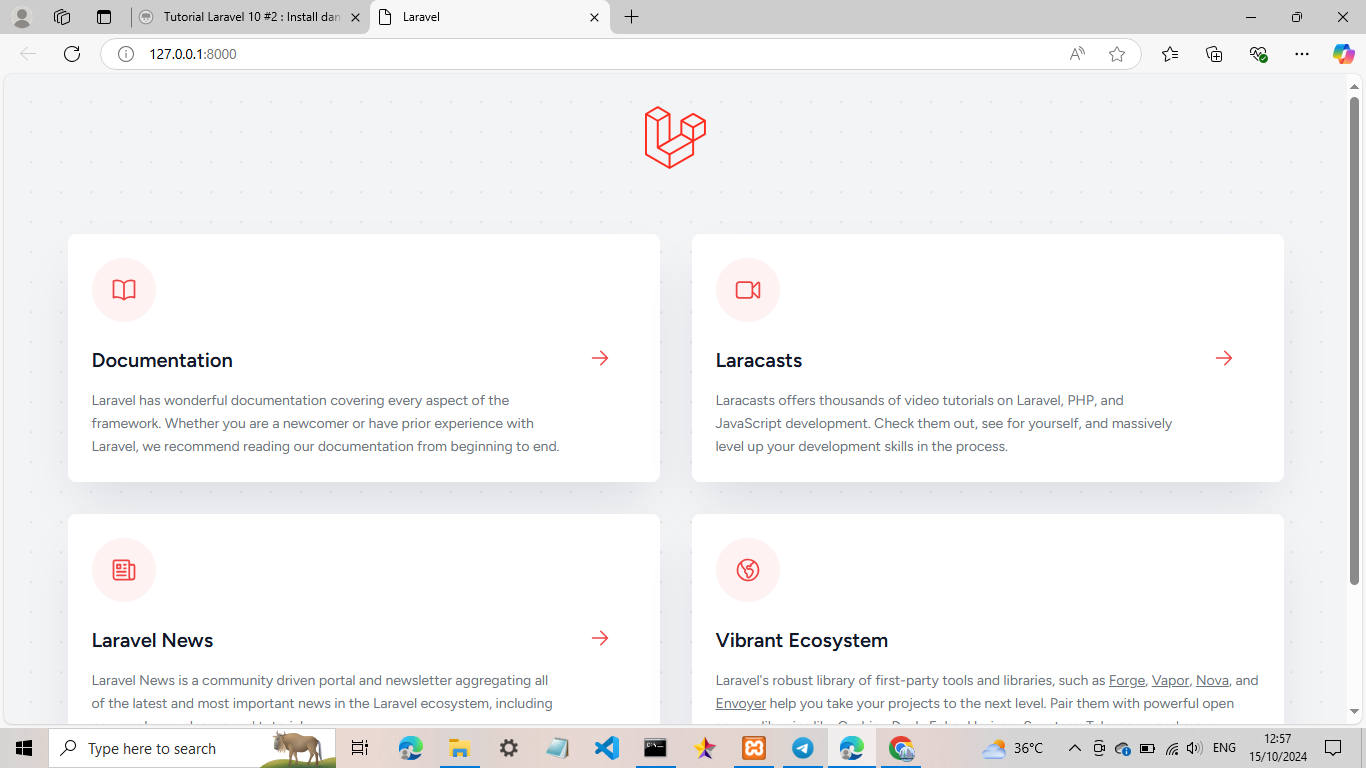 Tutorial Laravel 10 #2 : Install dan
Laravel
127.0.0.1:8000
Documentation
Laravel has wonderful documentation covering every aspect of the
framework. Whether you are a newcomer or have prior experience with
Laravel, we recommend reading our documentation from beginning to end.
Laracasts
Laracasts offers thousands of video tutorials on Laravel, PHP, and
JavaScript development. Check them out, see for yourself, and massively
level up your development skills in the process.
Laravel News
Laravel News is a community driven portal and newsletter aggregating all
of the latest and most important news in the Laravel ecosystem, including
Vibrant Ecosystem
Laravel's robust library of first-party tools and libraries, such as Forge, Vapor, Nova, and
Envoyer help you take your projects to the next level. Pair them with powerful open
Type here to search
36°C
ENG
12:57
15/10/2024